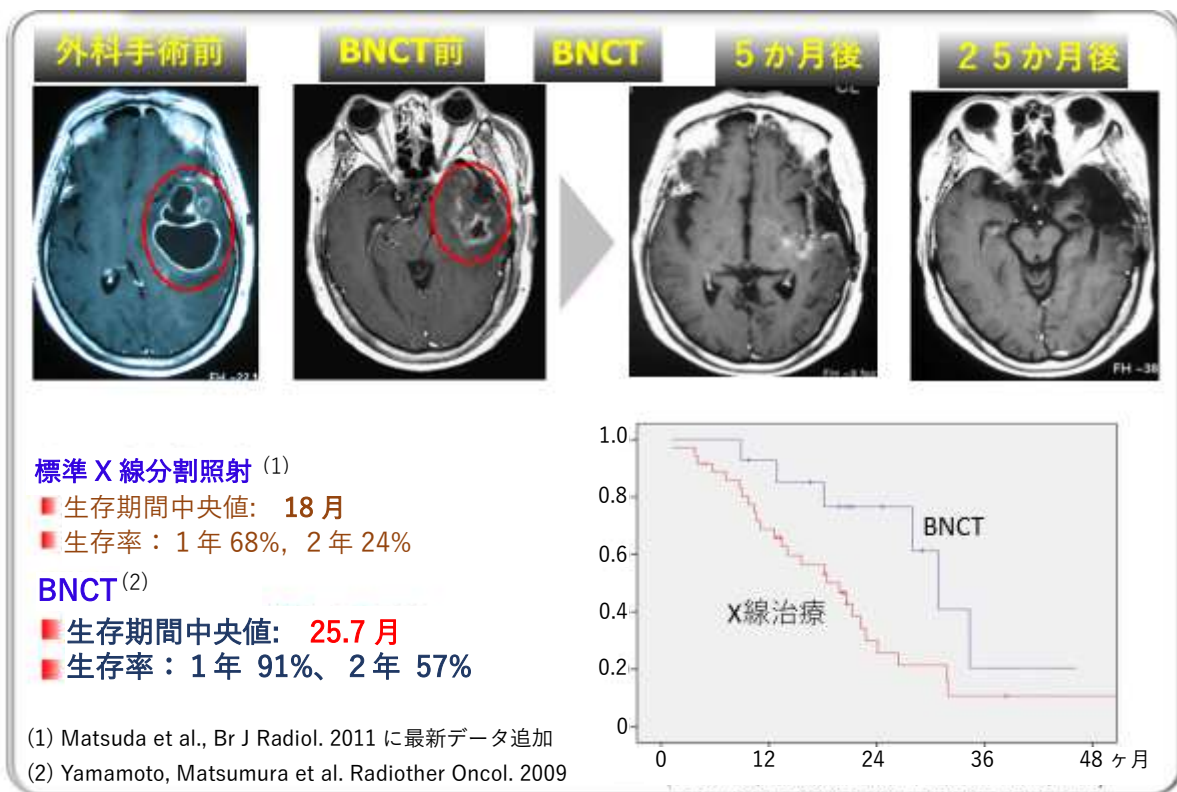 外科手術前
BNCT前
BNCT
5か月後
25か月後
FH -38
標準X線分割照射 (1)
生存期間中央値: 18月
生存率：1年 68%, 2年 24%
BNCT(2)
生存期間中央値: 25.7月
生存率：1年 91%、2年 57%
(1) Matsuda et al., Br J Radiol. 2011 に最新データ追加
(2) Yamamoto, Matsumura et al. Radiother Oncol. 2009
1.0
0.8
0.6
0.4
0.2
0
BNCT
X線治療
0 12 24 36 48 ヶ月